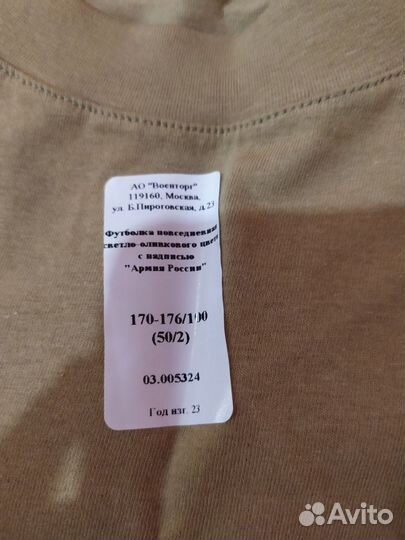 АО "Военторг"
119160, Москва,
ул. Б.Пироговская, д.23
Футболка повседневная
светло-оливкового цвета
с надписью
"Армия России"
170-176/100
(50/2)
03.005324
Год изг. 23
Avito